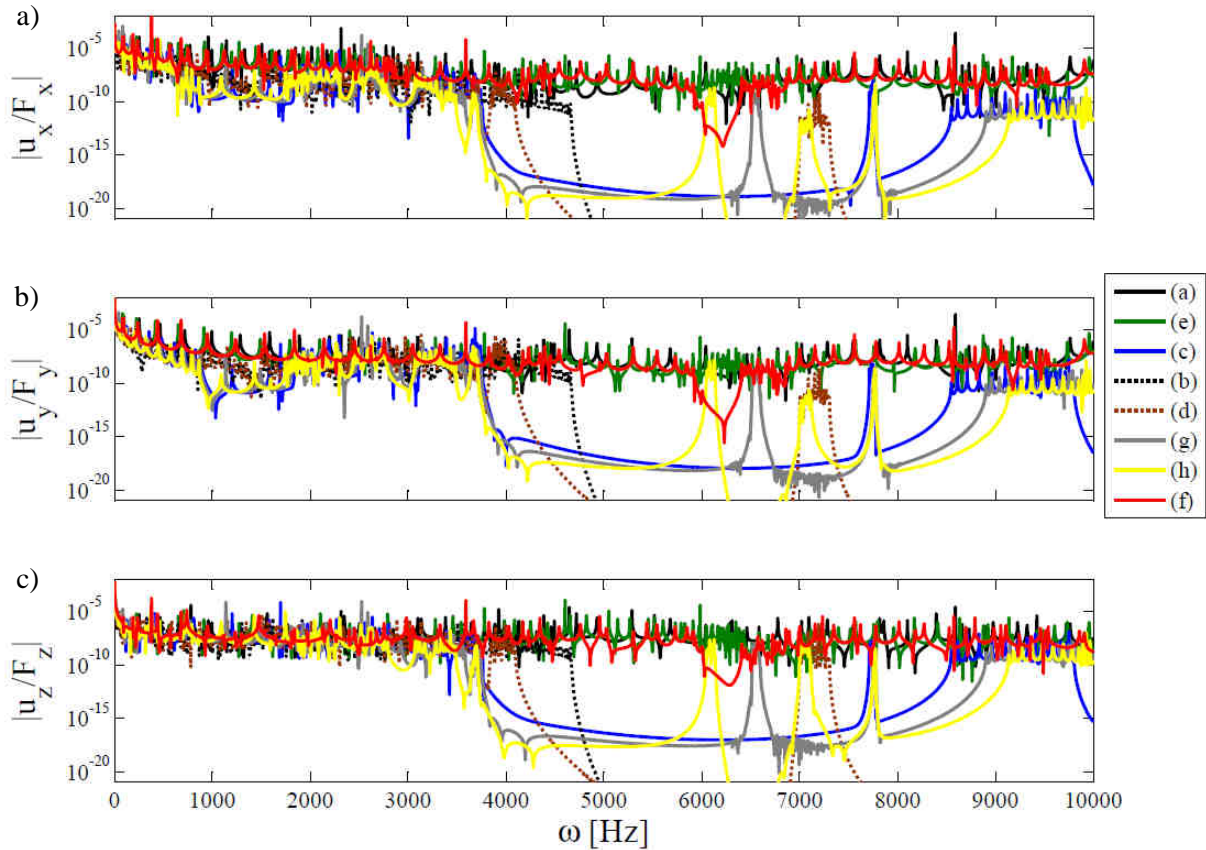 a)
10^-5
10^-10
10^-15
10^-20
|u_x/F_x|
b)
10^-5
10^-10
10^-15
10^-20
|u_y/F_y|
(a)
(e)
(c)
(b)
(d)
(g)
(h)
(f)
c)
10^-5
10^-10
10^-15
10^-20
|u_z/F_z|
0 1000 2000 3000 4000 5000 6000 7000 8000 9000 10000
ω [Hz]